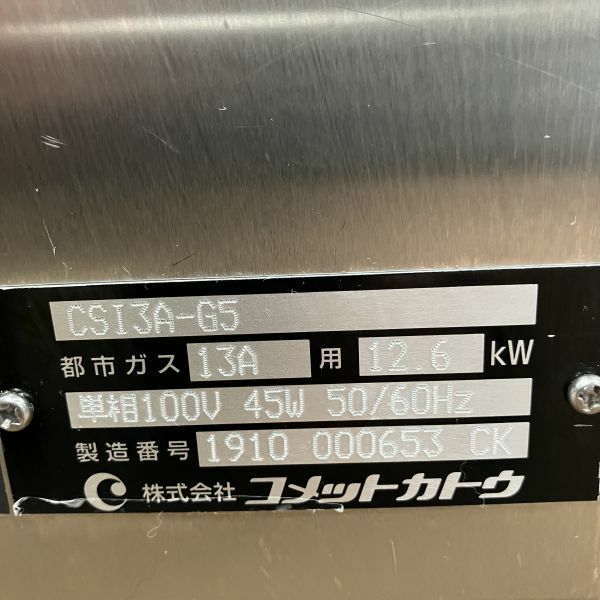 CSI3A-G5
都市ガス 13A 用 12.6 kW
単相100V 45W 50/60Hz
製造番号 1910 000653 CK
株式会社 コメットカトウ